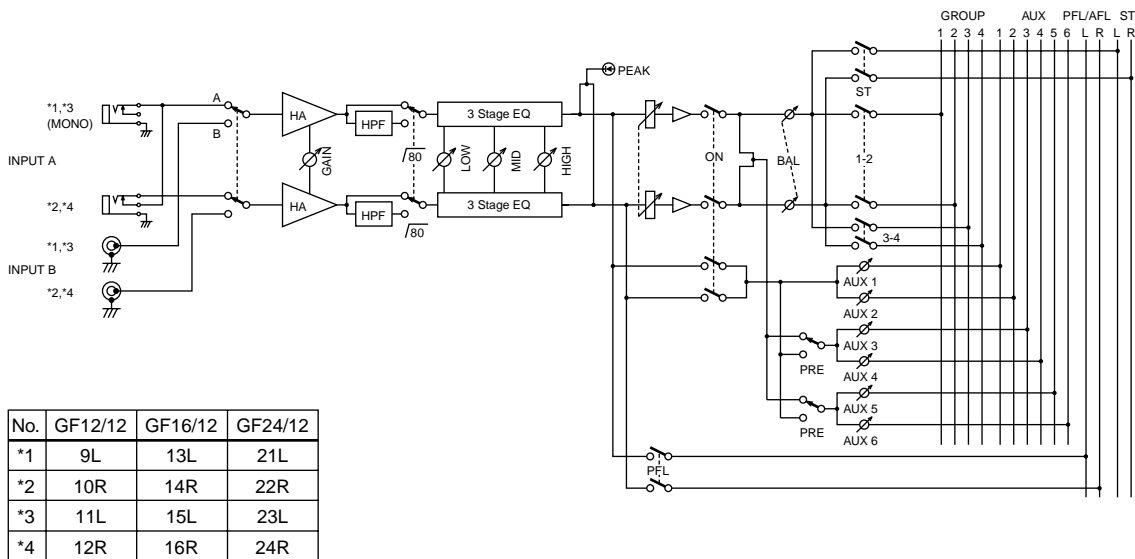 GROUP AUX PFL/AFL ST
1 2 3 4 1 2 3 4 5 6 L R L R
PEAK
ST
*1,*3
(MONO)
A
B
HA
HPF
√80
3 Stage EQ
INPUT A
GAIN
LOW
MID
HIGH
ON
BAL
1-2
*2,*4
HA
HPF
√80
3 Stage EQ
3-4
*1,*3
INPUT B
*2,*4
AUX 1
AUX 2
AUX 3
PRE
AUX 4
AUX 5
PRE
AUX 6
PFL
No. GF12/12 GF16/12 GF24/12
*1 9L 13L 21L
*2 10R 14R 22R
*3 11L 15L 23L
*4 12R 16R 24R